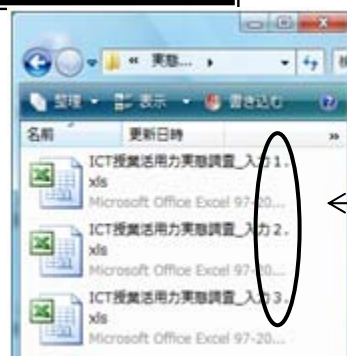 « 実態...
整理 表示 書き込む
名前 更新日時 »
ICT授業活用力実態調査_入力1.
xls
Microsoft Office Excel 97-20...
ICT授業活用力実態調査_入力2.
xls
Microsoft Office Excel 97-20...
ICT授業活用力実態調査_入力3.
xls
Microsoft Office Excel 97-20...